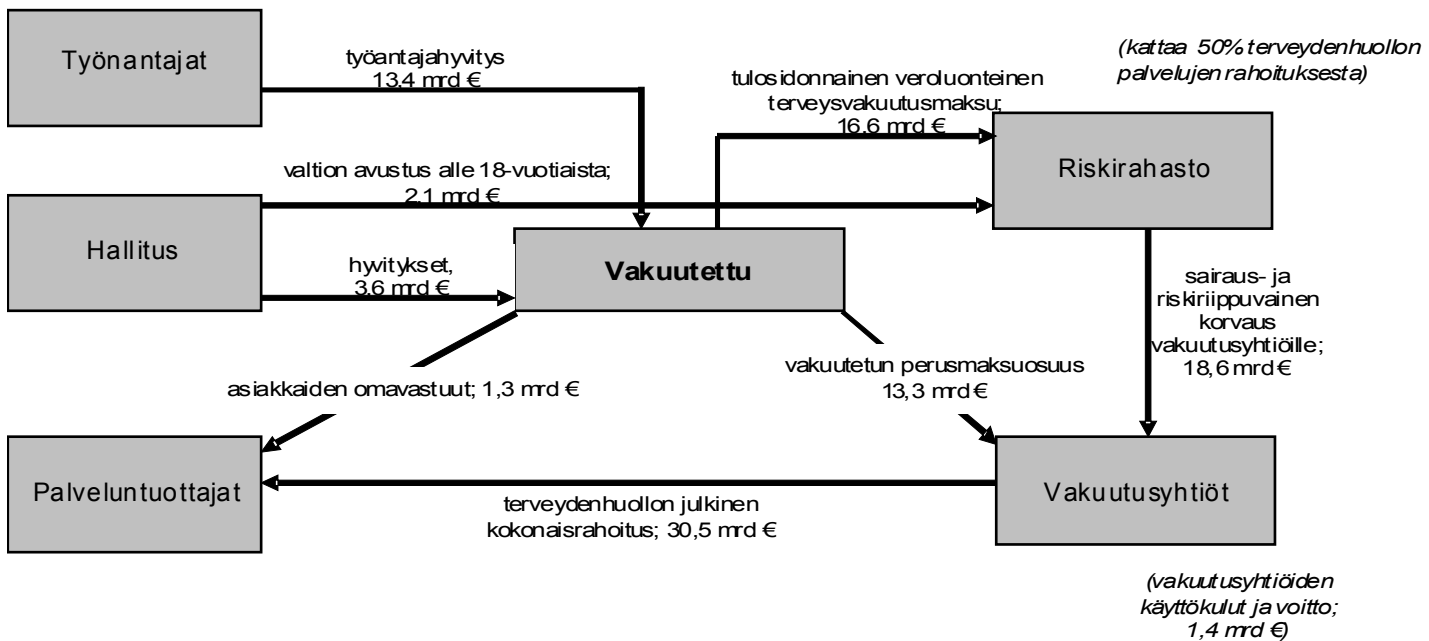 Työnantajat
työantajahyvitys
13.4 mrd €
tulosidonnainen veroluonteinen
terveysvakuutusmaksu;
16.6 mrd €
(kattaa 50% terveydenhuollon
palvelujen rahoituksesta)
Riskirahasto
valtion avustus alle 18-vuotiaista;
2.1 mrd €
Hallitus
hyvitykset,
3.6 mrd €
Vakuutettu
sairaus- ja
riskiriippuvainen
korvaus
vakuutusyhtiöille;
18,6 mrd €
asiakkaiden omavastuut; 1,3 mrd €
vakuutetun perusmaksuosuus
13,3 mrd €
Palveluntuottajat
terveydenhuollon julkinen
kokonaisrahoitus; 30,5 mrd €
Vakuutusyhtiöt
(vakuutusyhtiöiden
käyttökulut ja voitto;
1,4 mrd €)